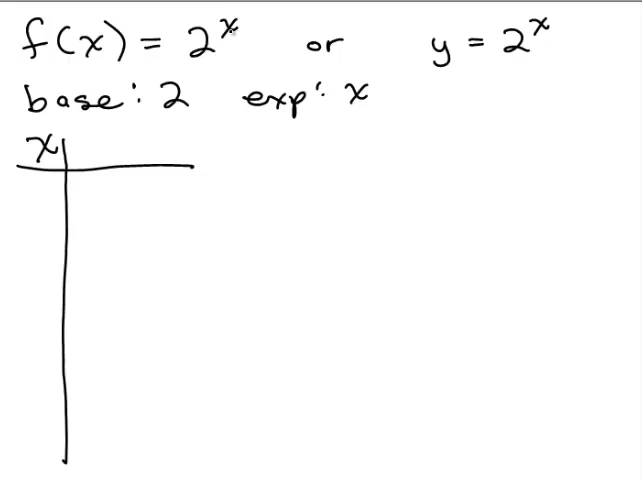 f(x) = 2^x or y = 2^x
base: 2 exp: x
x